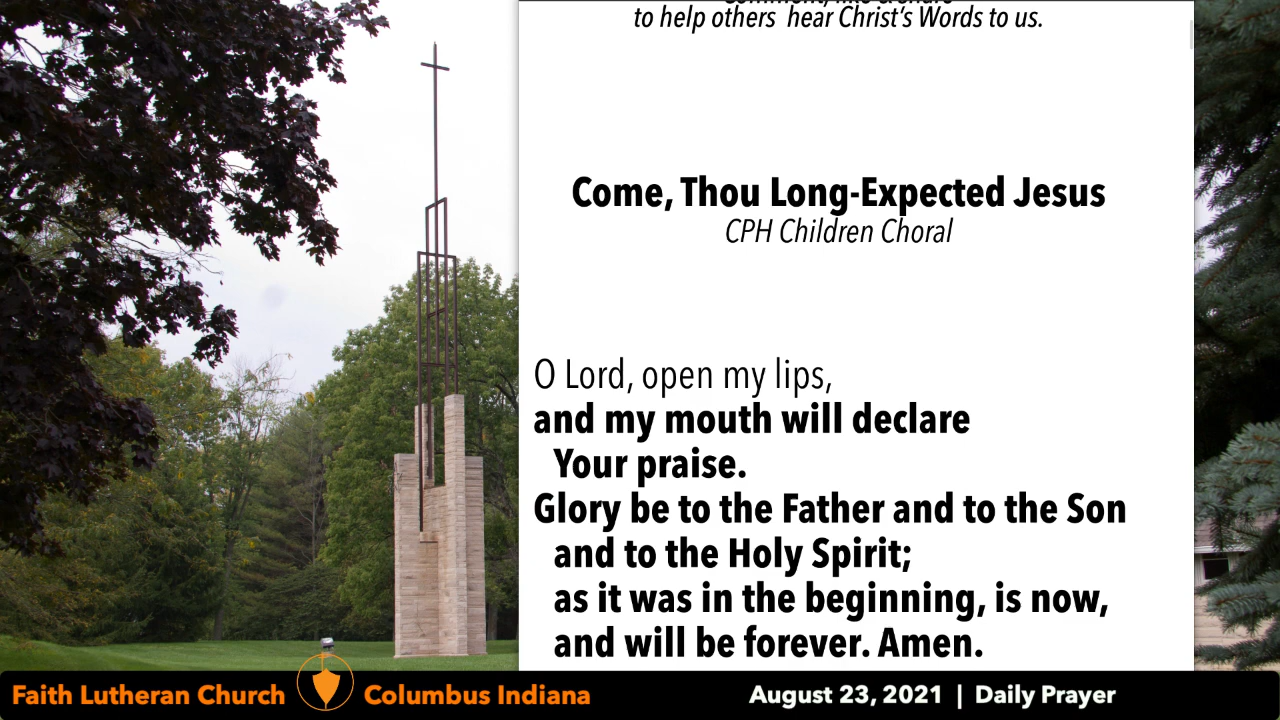 to help others hear Christ's Words to us.
Come, Thou Long-Expected Jesus
CPH Children Choral
O Lord, open my lips,
and my mouth will declare
Your praise.
Glory be to the Father and to the Son
and to the Holy Spirit;
as it was in the beginning, is now,
and will be forever. Amen.
Faith Lutheran Church Columbus Indiana August 23, 2021 | Daily Prayer